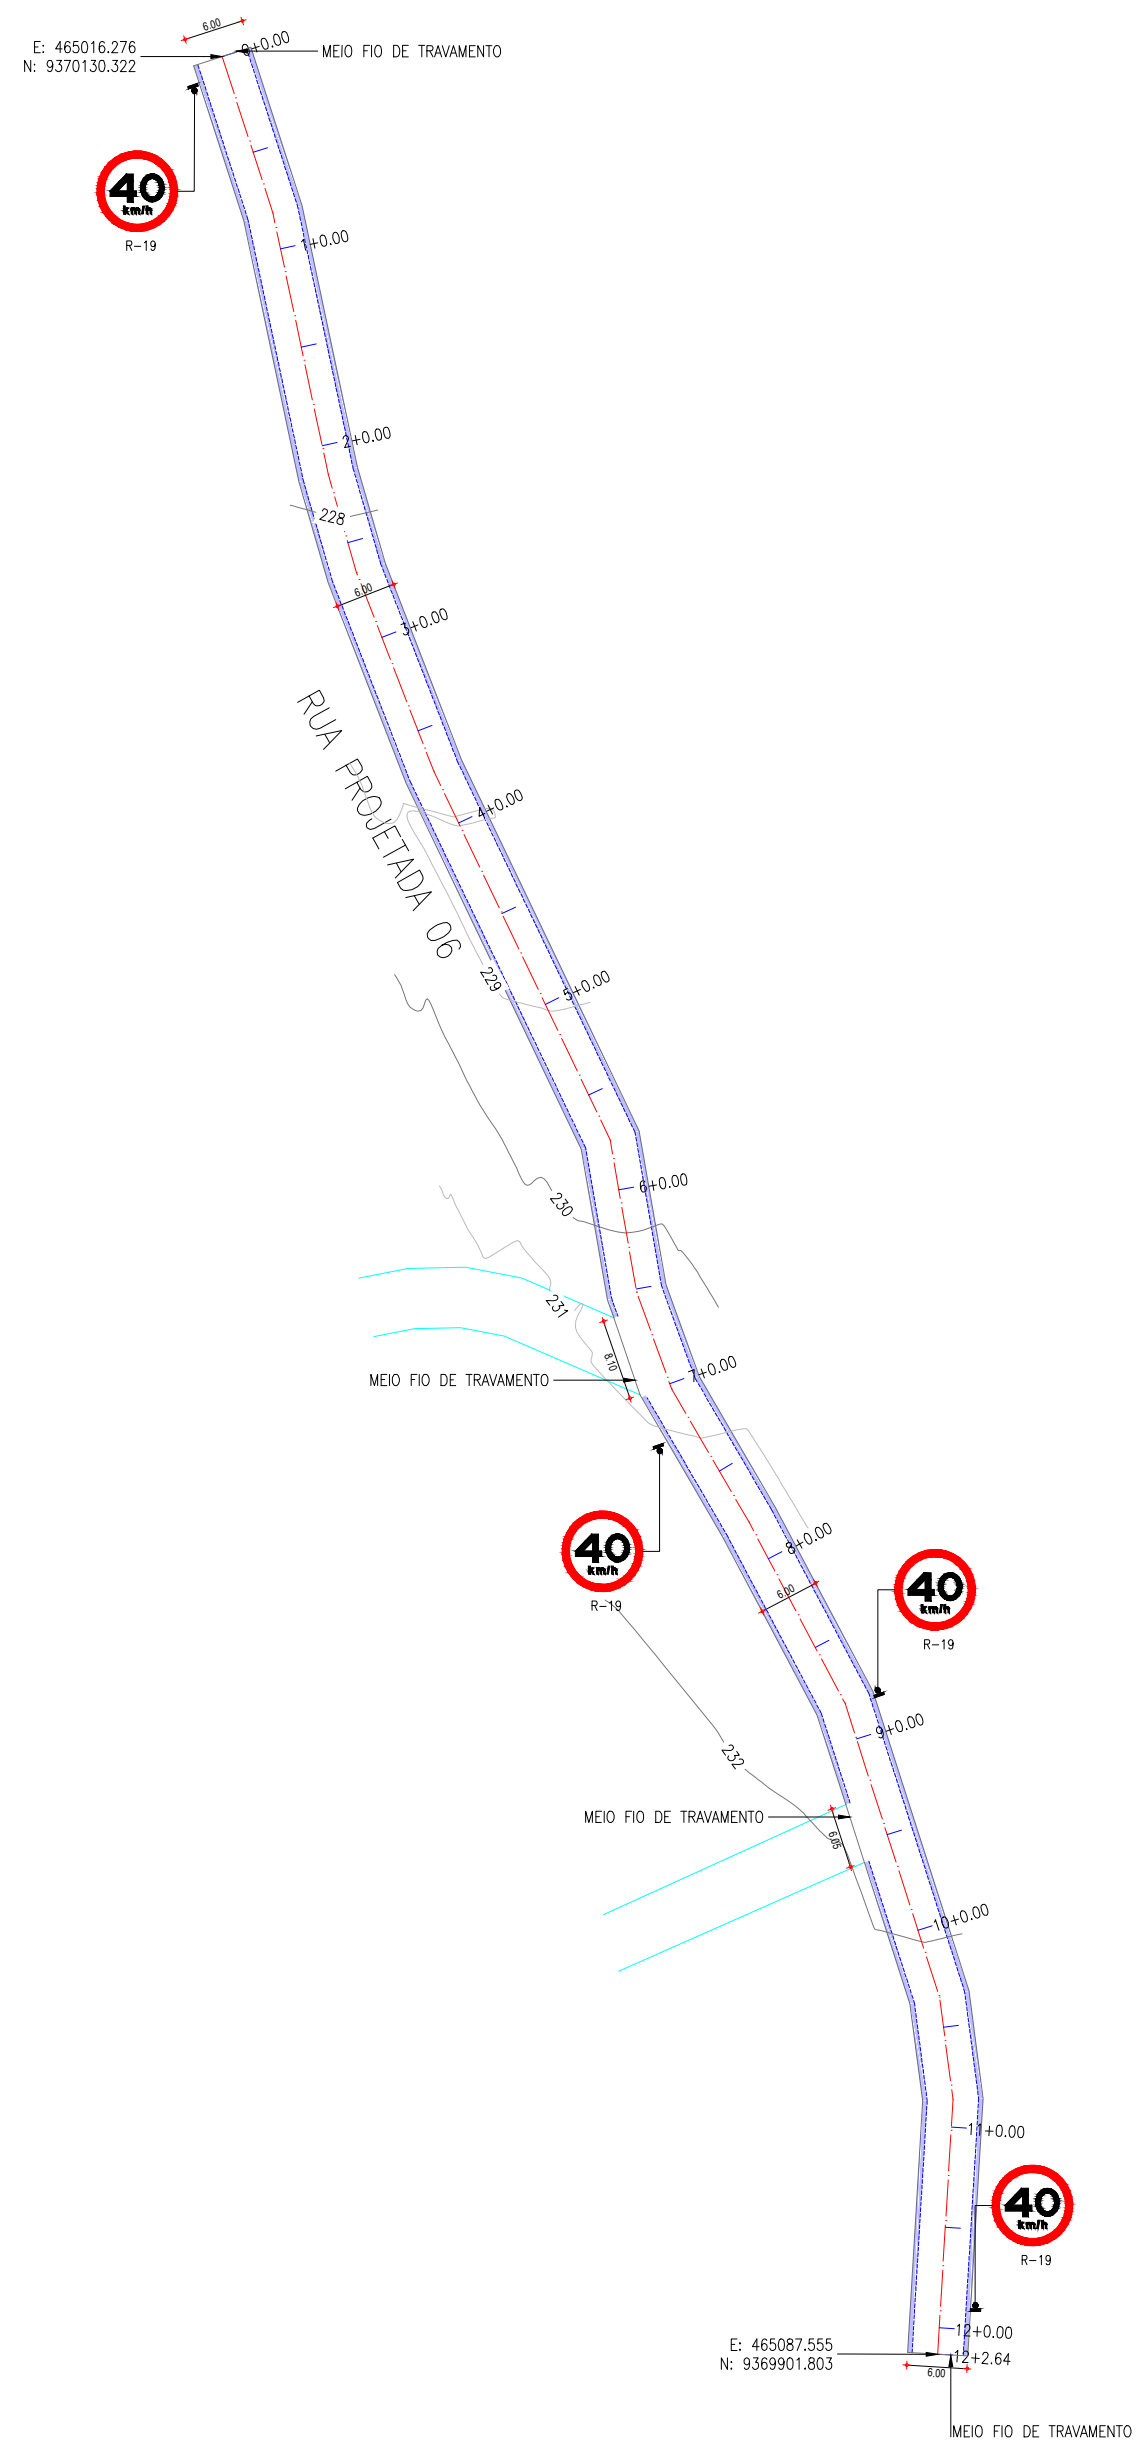 6.00
0+0.00
E: 465016.276
N: 9370130.322
MEIO FIO DE TRAVAMENTO
40
km/h
R-19
1+0.00
2+0.00
228
6.00
3+0.00
RUA PROJETADA 06
4+0.00
229
5+0.00
6+0.00
230
231
8.10
7+0.00
MEIO FIO DE TRAVAMENTO
40
km/h
R-19
8+0.00
6.00
40
km/h
R-19
9+0.00
232
MEIO FIO DE TRAVAMENTO
6.05
10+0.00
11+0.00
40
km/h
R-19
12+0.00
E: 465087.555
N: 9369901.803
12+2.64
6.00
MEIO FIO DE TRAVAMENTO